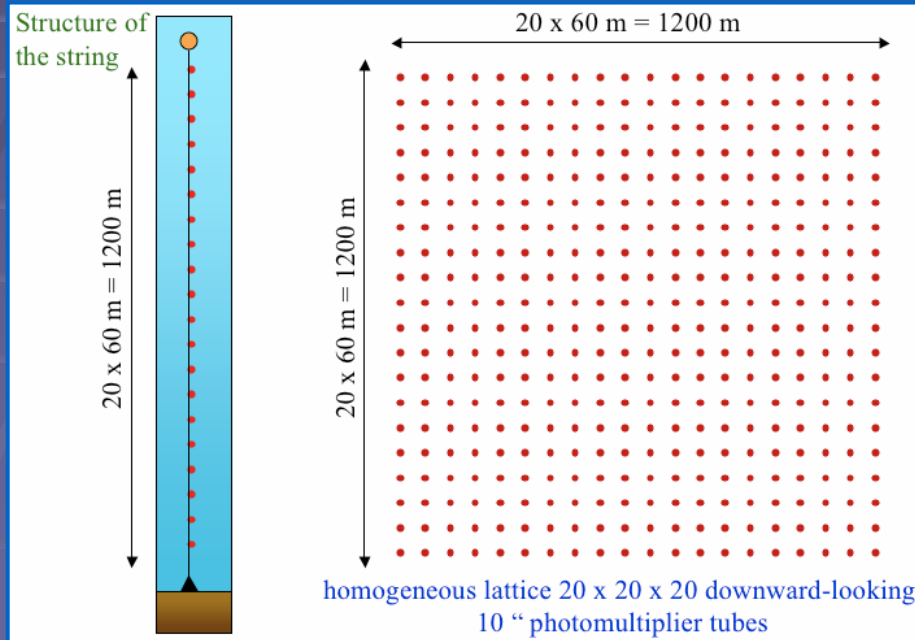 Structure of
the string
20 x 60 m = 1200 m
20 x 60 m = 1200 m
20 x 60 m = 1200 m
homogeneous lattice 20 x 20 x 20 downward-looking
10 “ photomultiplier tubes